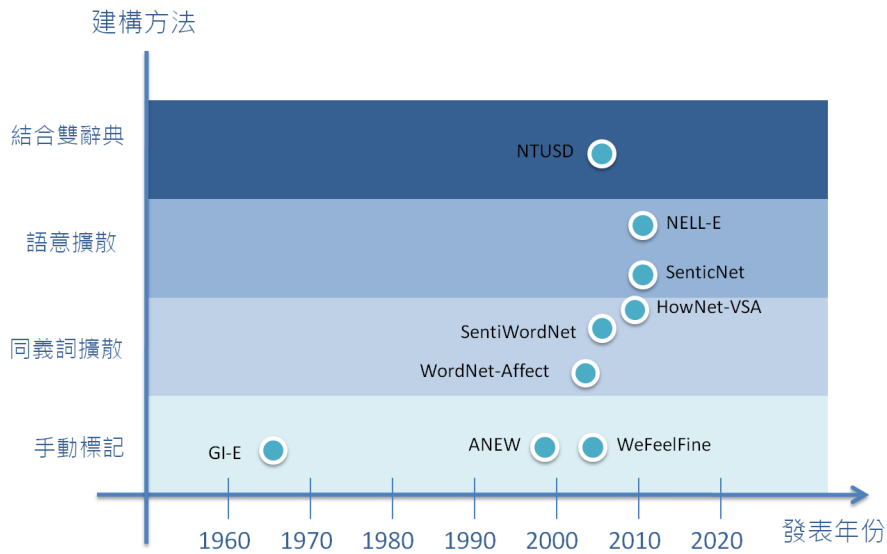 建構方法
結合雙辭典
NTUSD
語意擴散
NELL-E
SenticNet
HowNet-VSA
同義詞擴散
SentiWordNet
WordNet-Affect
手動標記
GI-E
ANEW
WeFeelFine
1960 1970 1980 1990 2000 2010 2020
發表年份